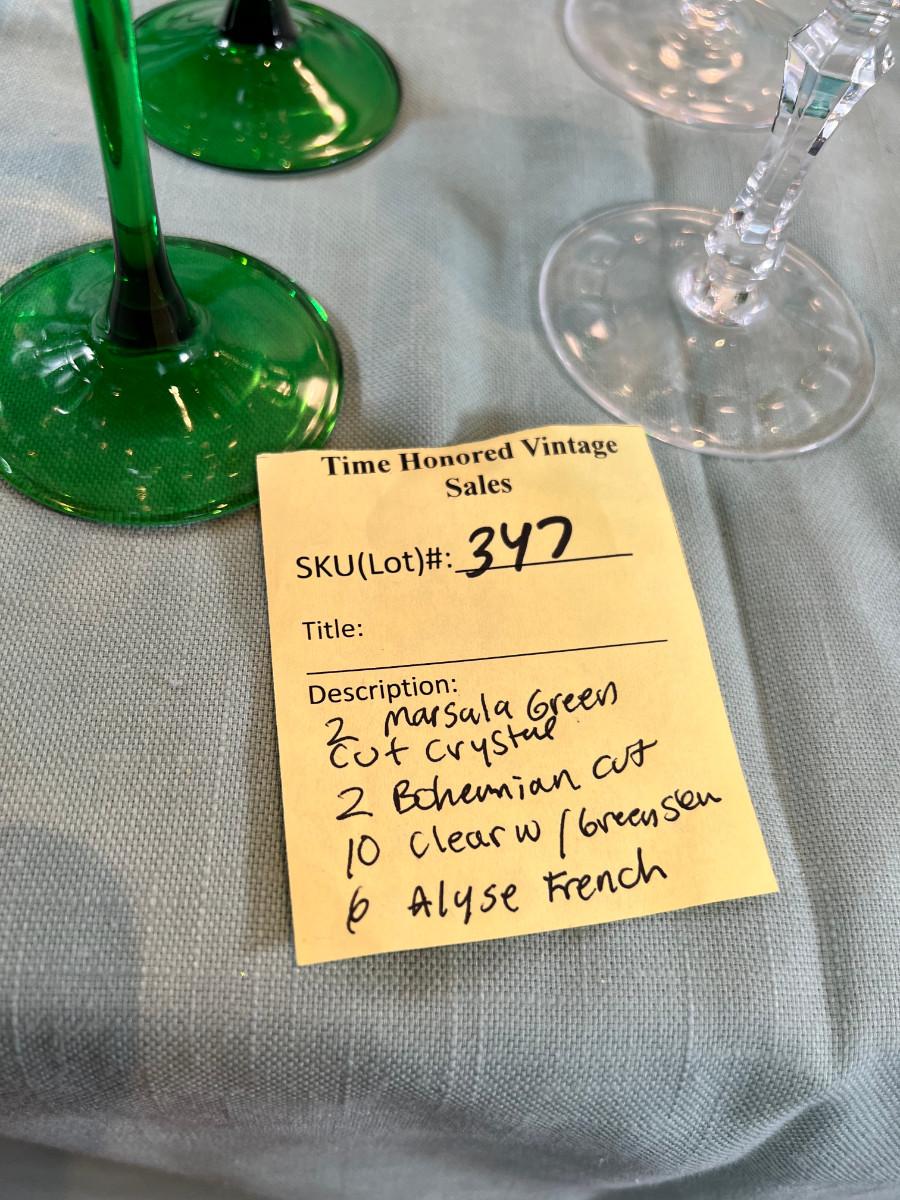 Time Honored Vintage
Sales
SKU(Lot)#: 347
Title:
Description:
2 Marsala Green
Cut Crystal
2 Bohemian cut
10 Clear w/Green
6 Alyse French